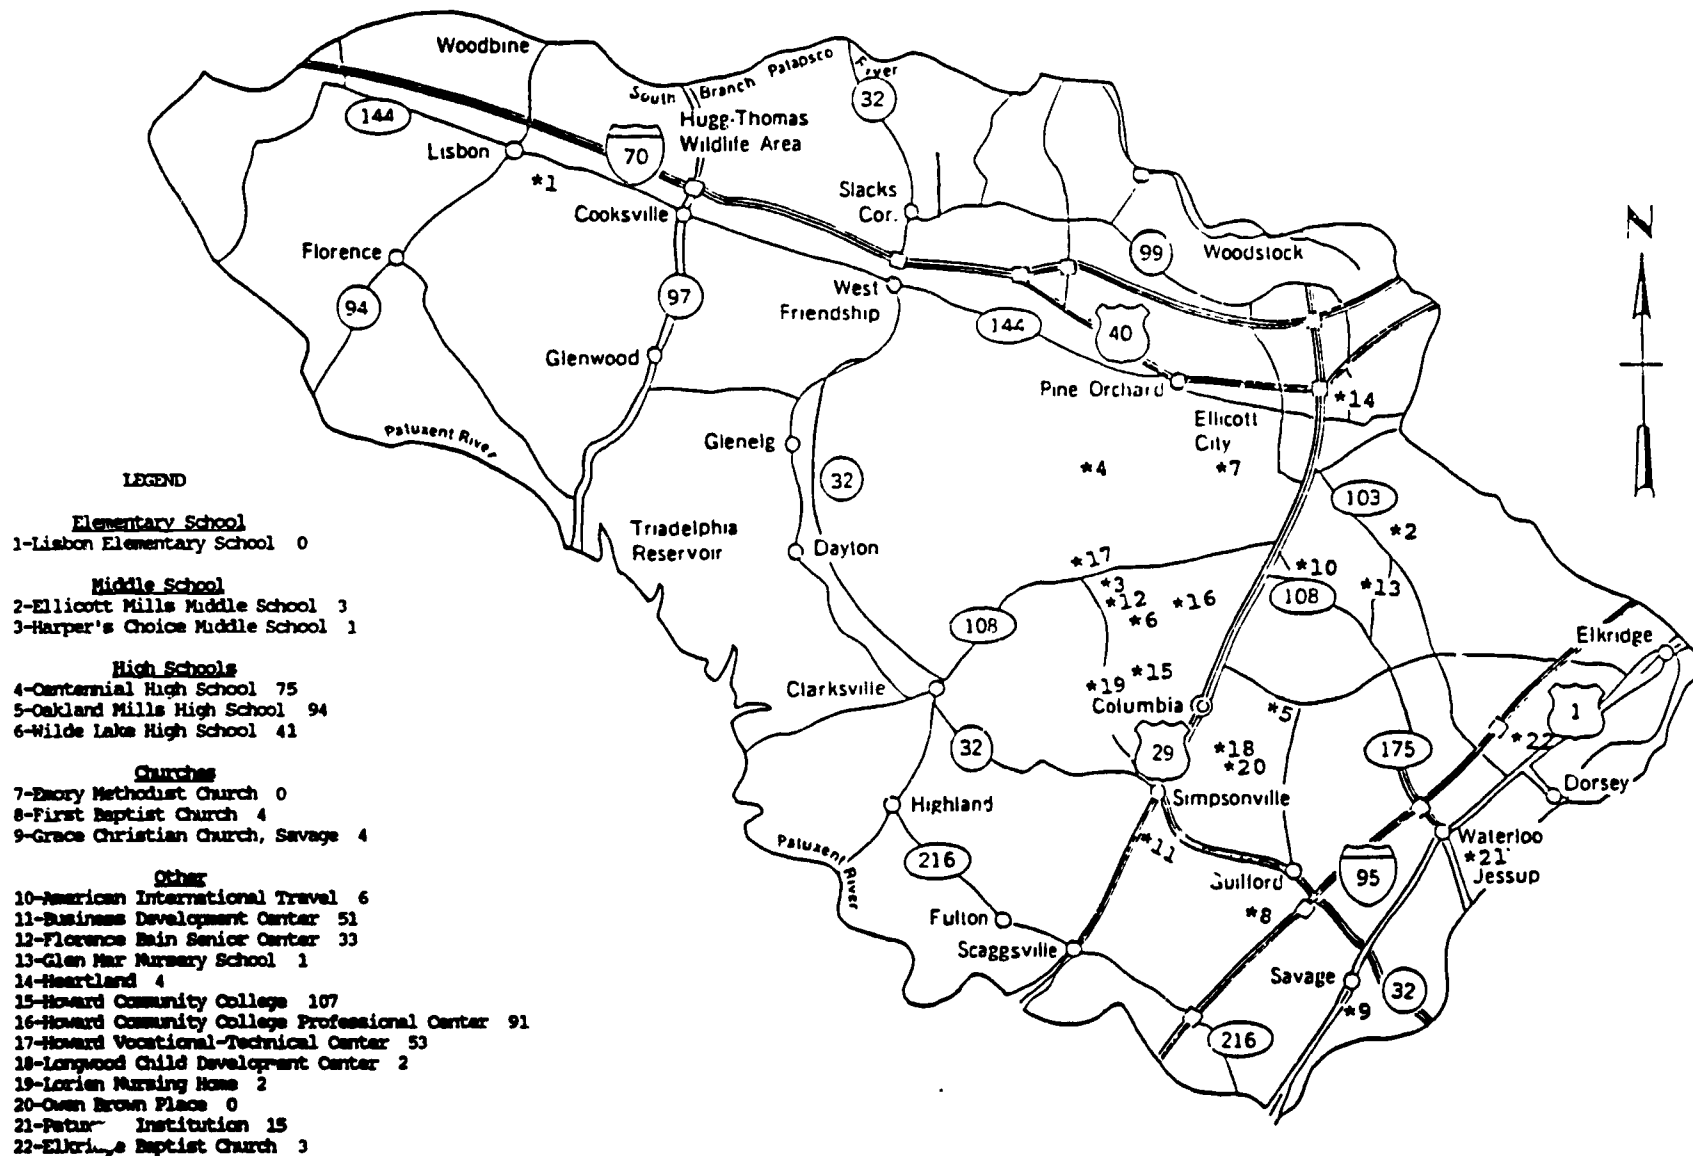 Woodbine
South Branch Patapsco River
32
144
Hugg-Thomas
Wildlife Area
Lisbon
70
*1
Slacks
Cor.
Cooksville
N
Florence
99
Woodstock
94
97
West
Friendship
144
40
Glenwood
Pine Orchard
*14
Ellicott
City
Patuxent River
Glenelg
*4
*7
32
103
*2
Triadelphia
Reservoir
Dayton
*17
*10
*3
*12
*16
*13
108
*6
108
Elkridge
Clarksville
*15
*19
Columbia
*5
1
32
29
*18
175
*22
*20
Dorsey
Highland
Simpsonville
Patuxent
River
*11
Waterloo
216
*21
Guilford
95
Jessup
Fulton
*8
Scaggsville
Savage
32
*9
216
LEGEND
Elementary School
1-Lisbon Elementary School 0
Middle School
2-Ellicott Mills Middle School 3
3-Harper's Choice Middle School 1
High Schools
4-Centennial High School 75
5-Oakland Mills High School 94
6-Wilde Lake High School 41
Churches
7-Emory Methodist Church 0
8-First Baptist Church 4
9-Grace Christian Church, Savage 4
Other
10-American International Travel 6
11-Business Development Center 51
12-Florence Bain Senior Center 33
13-Glen Mar Nursery School 1
14-Heartland 4
15-Howard Community College 107
16-Howard Community College Professional Center 91
17-Howard Vocational-Technical Center 53
18-Longwood Child Development Center 2
19-Lorien Nursing Home 2
20-Owen Brown Place 0
21- Institution 15
22- Baptist Church 3